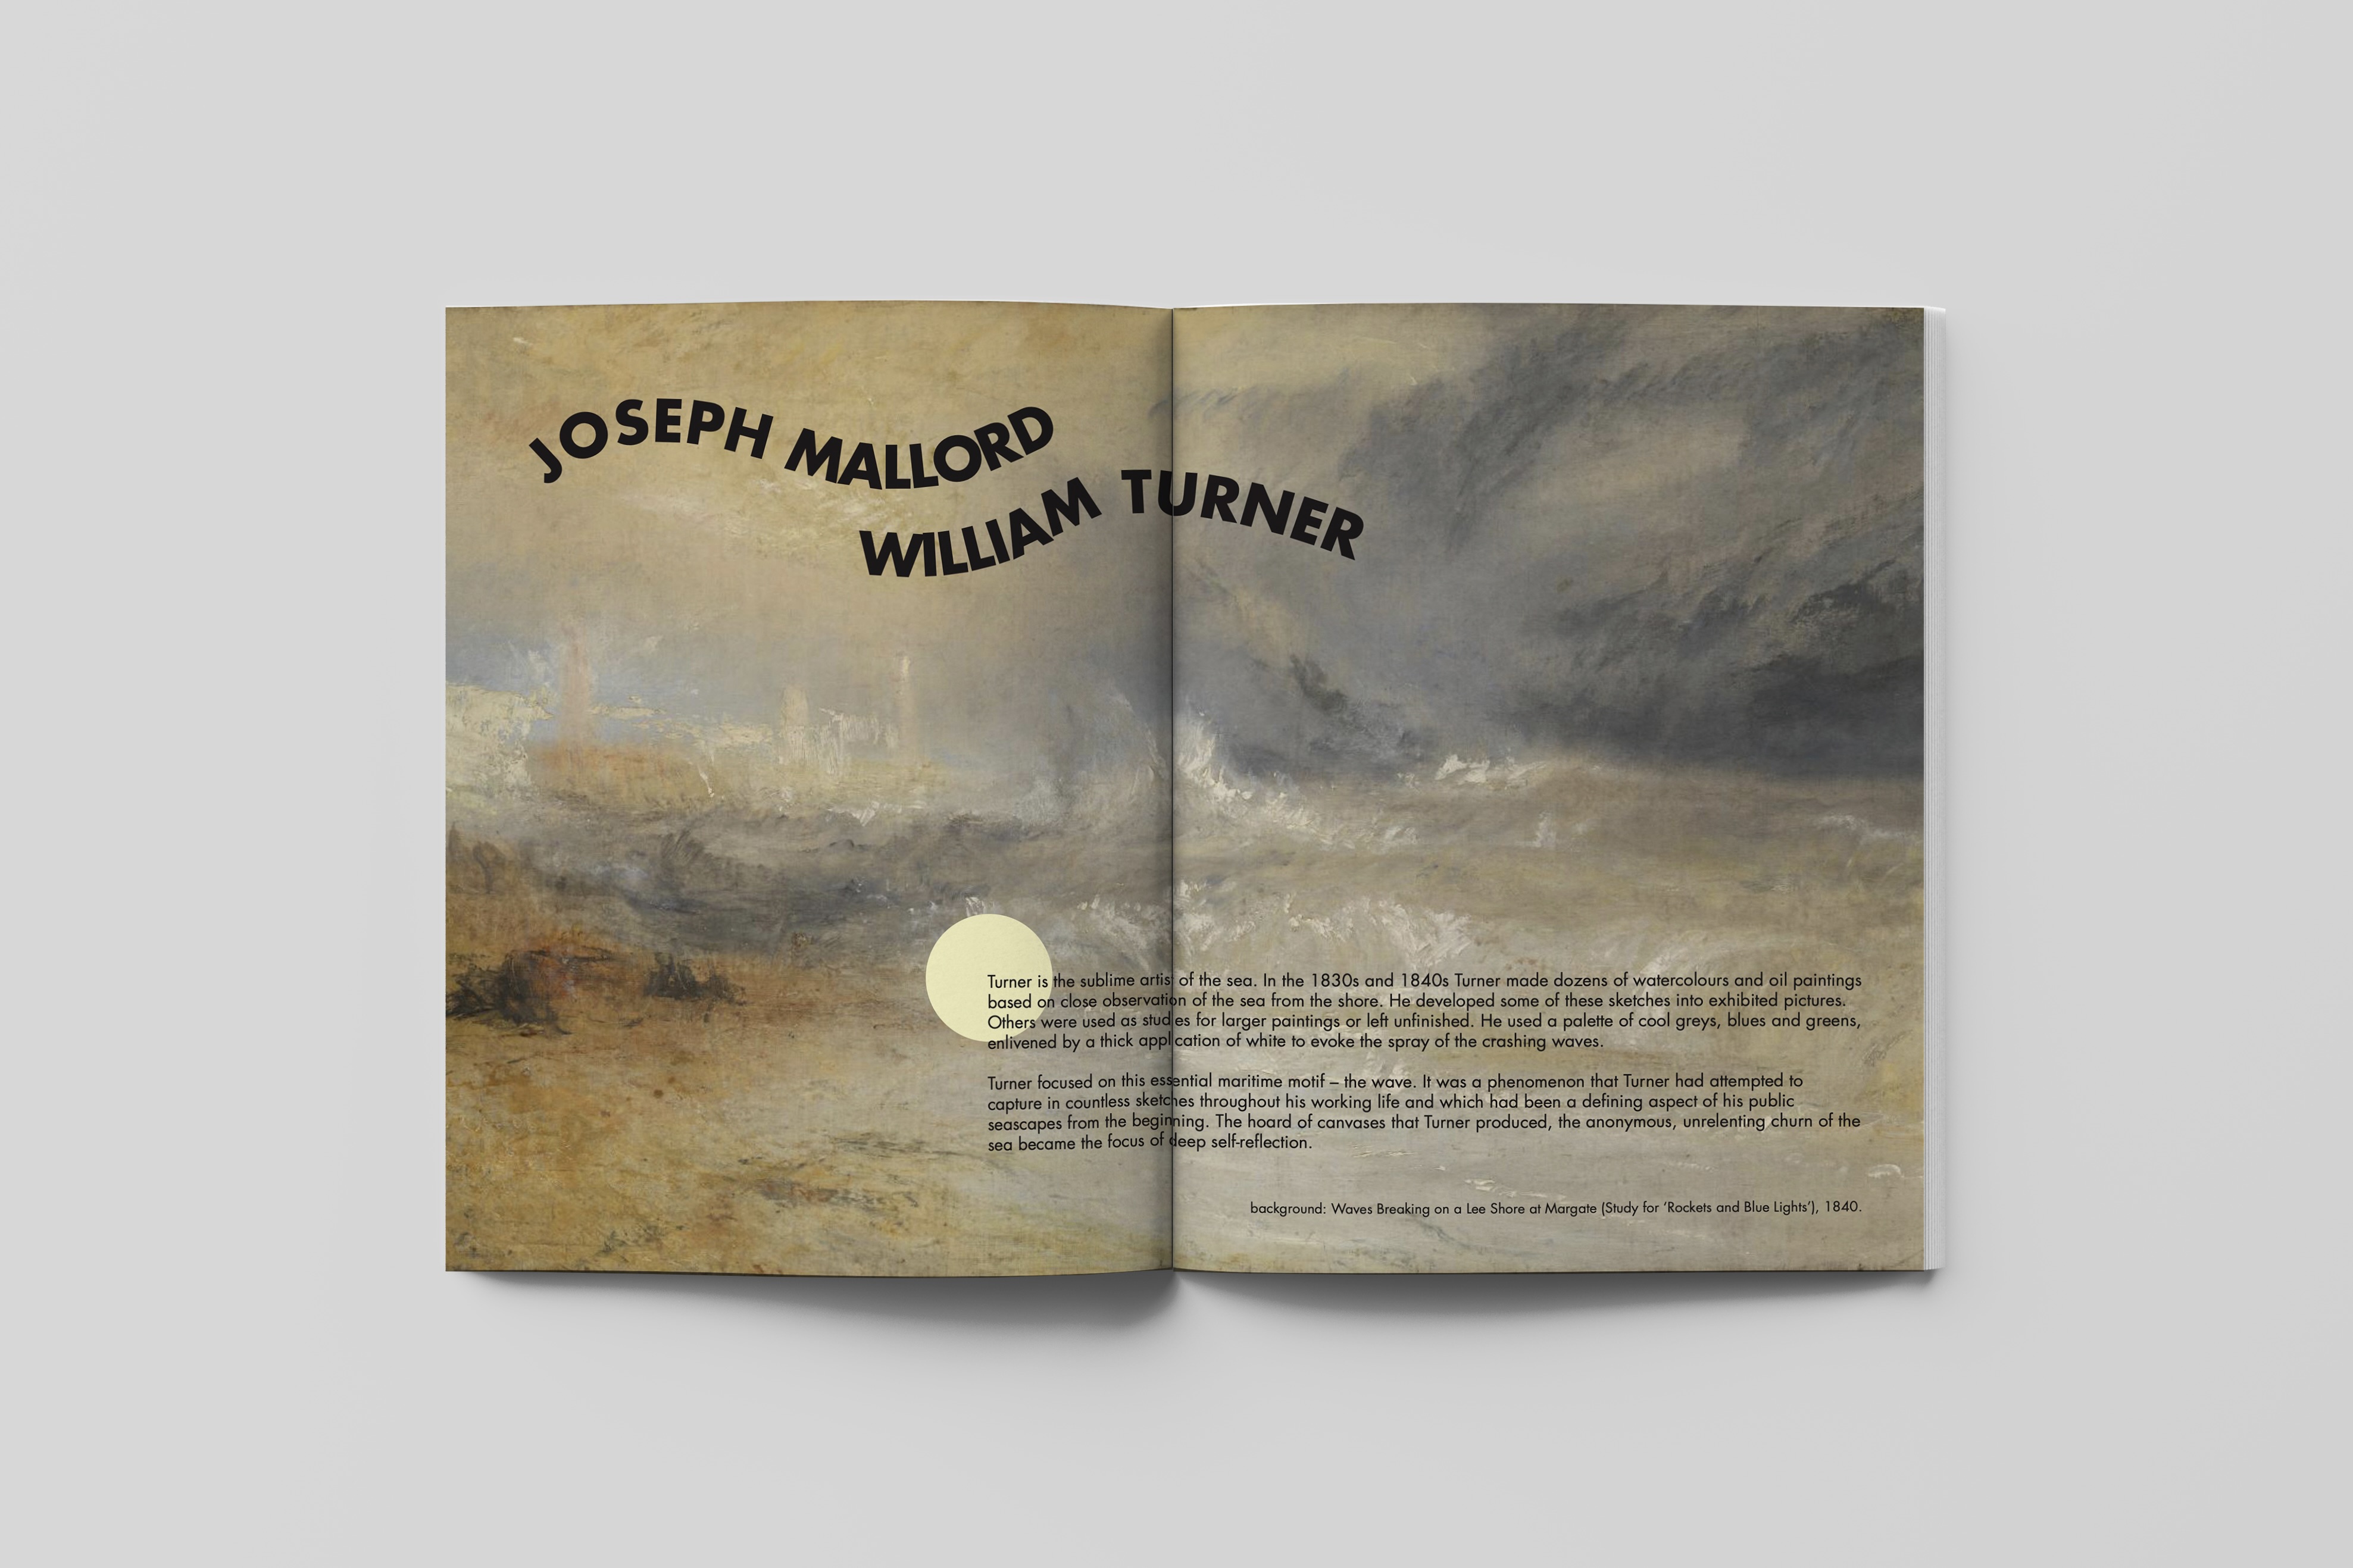 JOSEPH MALLORD
WILLIAM TURNER
Turner is the sublime artist of the sea. In the 1830s and 1840s Turner made dozens of watercolours and oil paintings
based on close observation of the sea from the shore. He developed some of these sketches into exhibited pictures.
Others were used as studies for larger paintings or left unfinished. He used a palette of cool greys, blues and greens,
enlivened by a thick application of white to evoke the spray of the crashing waves.
Turner focused on this essential maritime motif – the wave. It was a phenomenon that Turner had attempted to
capture in countless sketches throughout his working life and which had been a defining aspect of his public
seascapes from the beginning. The hoard of canvases that Turner produced, the anonymous, unrelenting churn of the
sea became the focus of deep self-reflection.
background: Waves Breaking on a Lee Shore at Margate (Study for ‘Rockets and Blue Lights’), 1840.